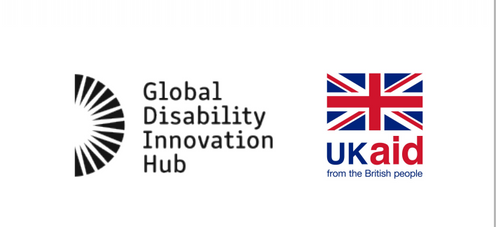 Global
Disability
Innovation
Hub
UKaid
from the British people